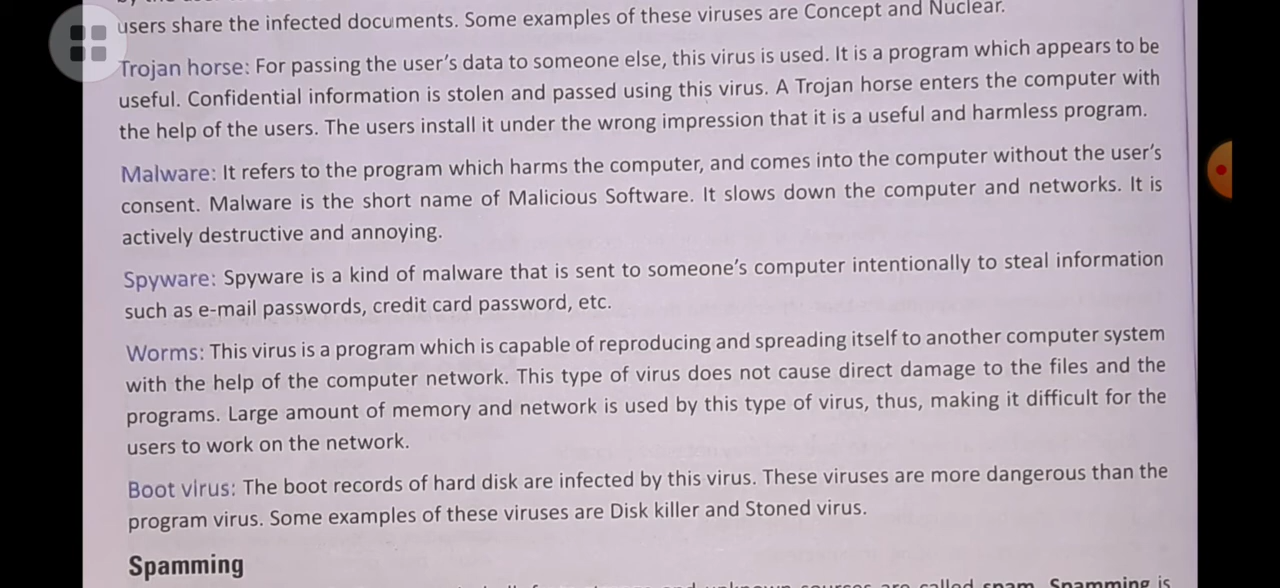 users share the infected documents. Some examples of these viruses are Concept and Nuclear.
Trojan horse: For passing the user's data to someone else, this virus is used. It is a program which appears to be
useful. Confidential information is stolen and passed using this virus. A Trojan horse enters the computer with
the help of the users. The users install it under the wrong impression that it is a useful and harmless program.
Malware: It refers to the program which harms the computer, and comes into the computer without the user's
consent. Malware is the short name of Malicious Software. It slows down the computer and networks. It is
actively destructive and annoying.
Spyware: Spyware is a kind of malware that is sent to someone's computer intentionally to steal information
such as e-mail passwords, credit card password, etc.
Worms: This virus is a program which is capable of reproducing and spreading itself to another computer system
with the help of the computer network. This type of virus does not cause direct damage to the files and the
programs. Large amount of memory and network is used by this type of virus, thus, making it difficult for the
users to work on the network.
Boot virus: The boot records of hard disk are infected by this virus. These viruses are more dangerous than the
program virus. Some examples of these viruses are Disk killer and Stoned virus.
Spamming
are called spam. Spamming is